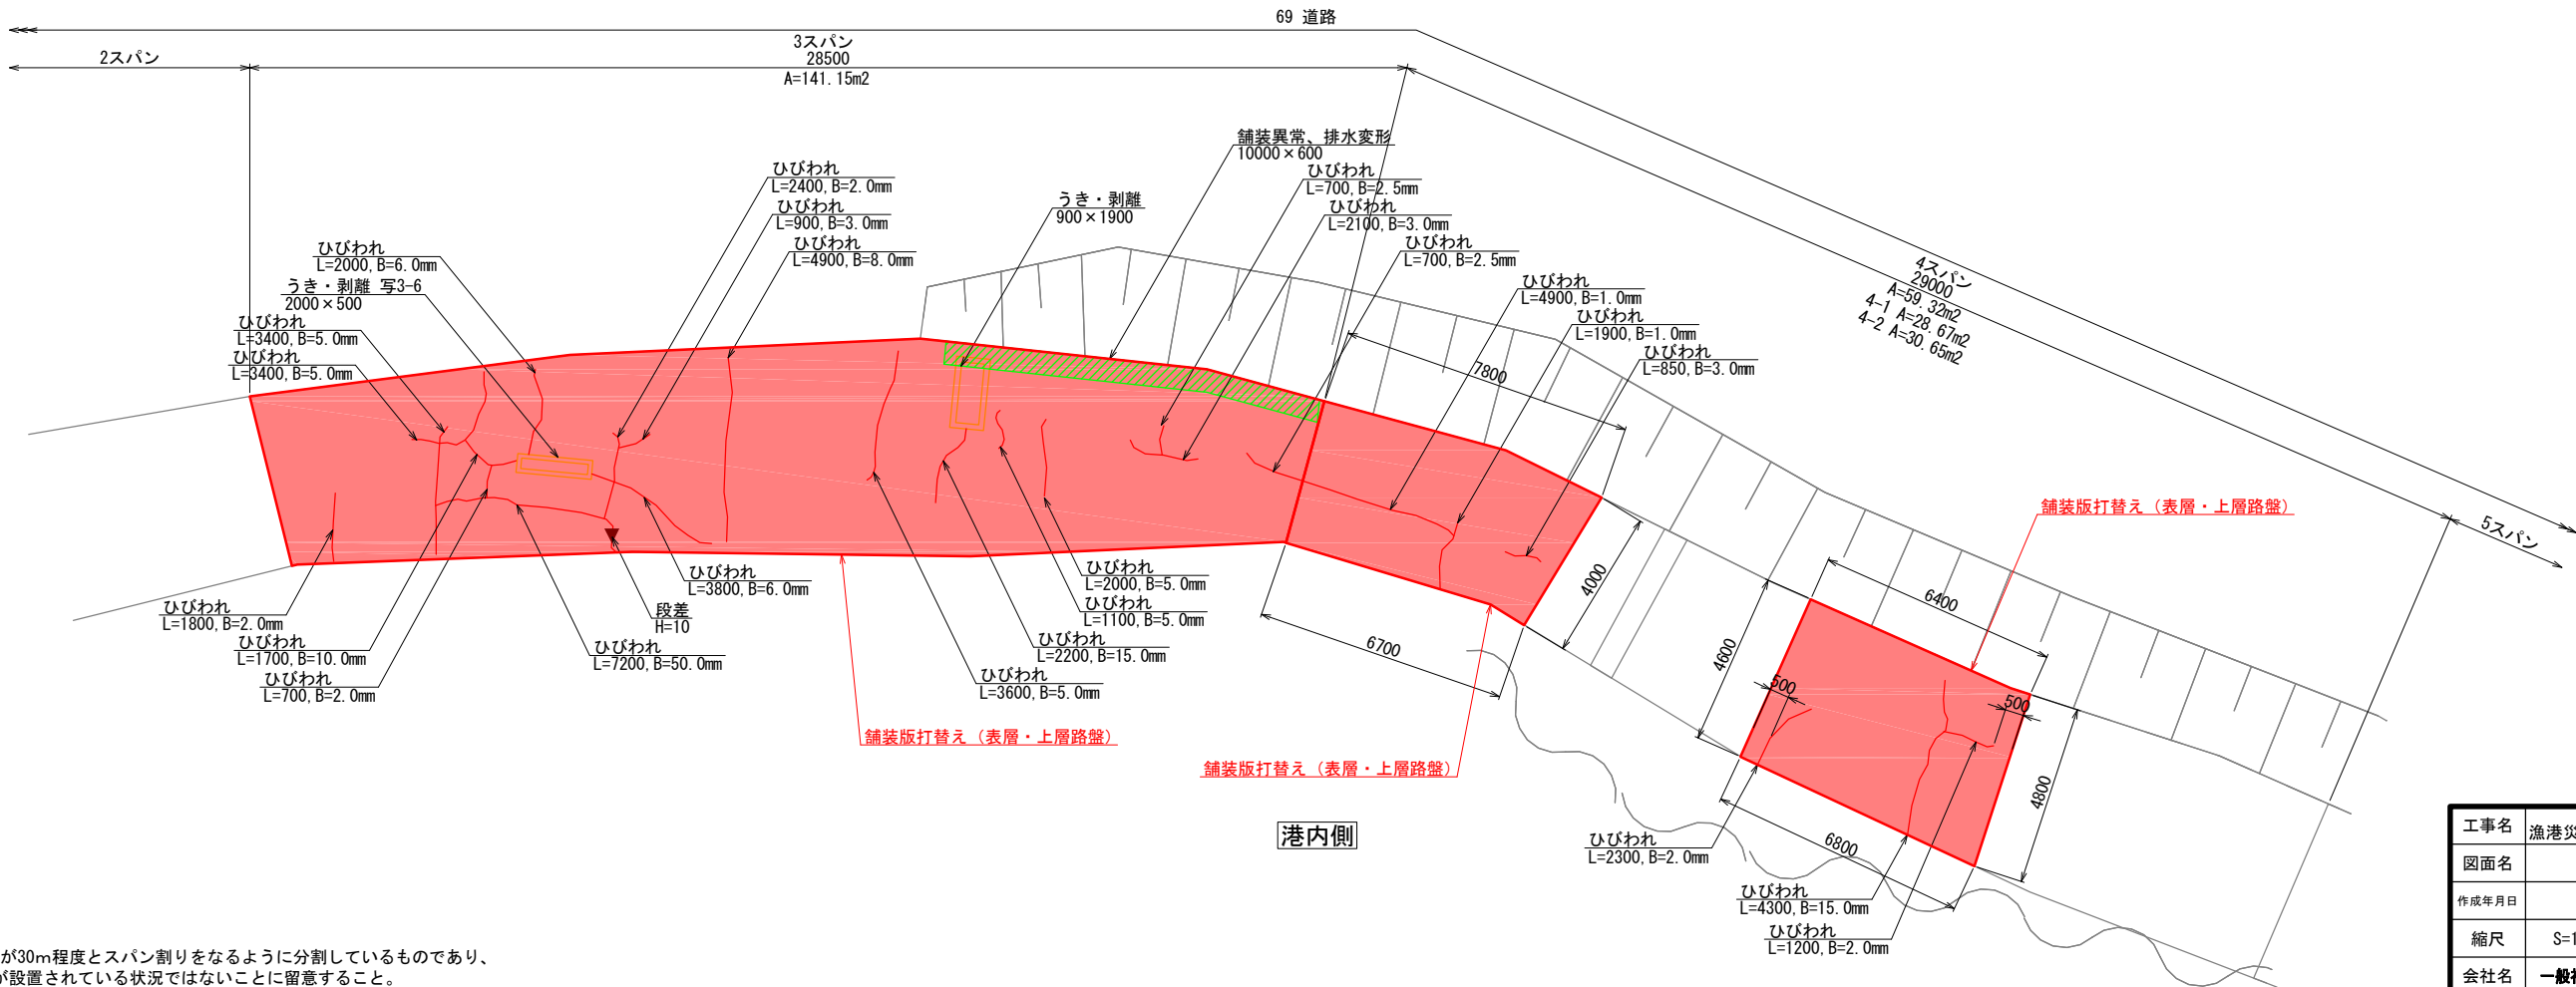 69 道路
2スパン
3スパン
28500
A=141.15m2
4スパン
29000
A=59.32m2
4-1 A=28.67m2
4-2 A=30.65m2
5スパン
舗装異常、排水変形
10000×600
ひびわれ
L=2400,B=2.0mm
ひびわれ
L=900,B=3.0mm
ひびわれ
L=4900,B=8.0mm
うき・剥離
900×1900
ひびわれ
L=700,B=2.5mm
ひびわれ
L=2100,B=3.0mm
ひびわれ
L=700,B=2.5mm
ひびわれ
L=4900,B=1.0mm
ひびわれ
L=1900,B=1.0mm
ひびわれ
L=850,B=3.0mm
ひびわれ
L=2000,B=6.0mm
うき・剥離 写3-6
2000×500
ひびわれ
L=3400,B=5.0mm
ひびわれ
L=3400,B=5.0mm
7800
4000
6700
舗装版打替え（表層・上層路盤）
6400
4600
500
500
4800
6800
ひびわれ
L=1800,B=2.0mm
ひびわれ
L=1700,B=10.0mm
ひびわれ
L=700,B=2.0mm
ひびわれ
L=7200,B=50.0mm
段差
H=10
ひびわれ
L=3800,B=6.0mm
ひびわれ
L=2000,B=5.0mm
ひびわれ
L=1100,B=5.0mm
ひびわれ
L=2200,B=15.0mm
ひびわれ
L=3600,B=5.0mm
舗装版打替え（表層・上層路盤）
舗装版打替え（表層・上層路盤）
港内側
ひびわれ
L=2300,B=2.0mm
ひびわれ
L=4300,B=15.0mm
ひびわれ
L=1200,B=2.0mm
が30m程度とスパン割りをなるように分割しているものであり、
が設置されている状況ではないことに留意すること。
工事名 漁港災
図面名
作成年月日
縮尺 S=1
会社名 一般社